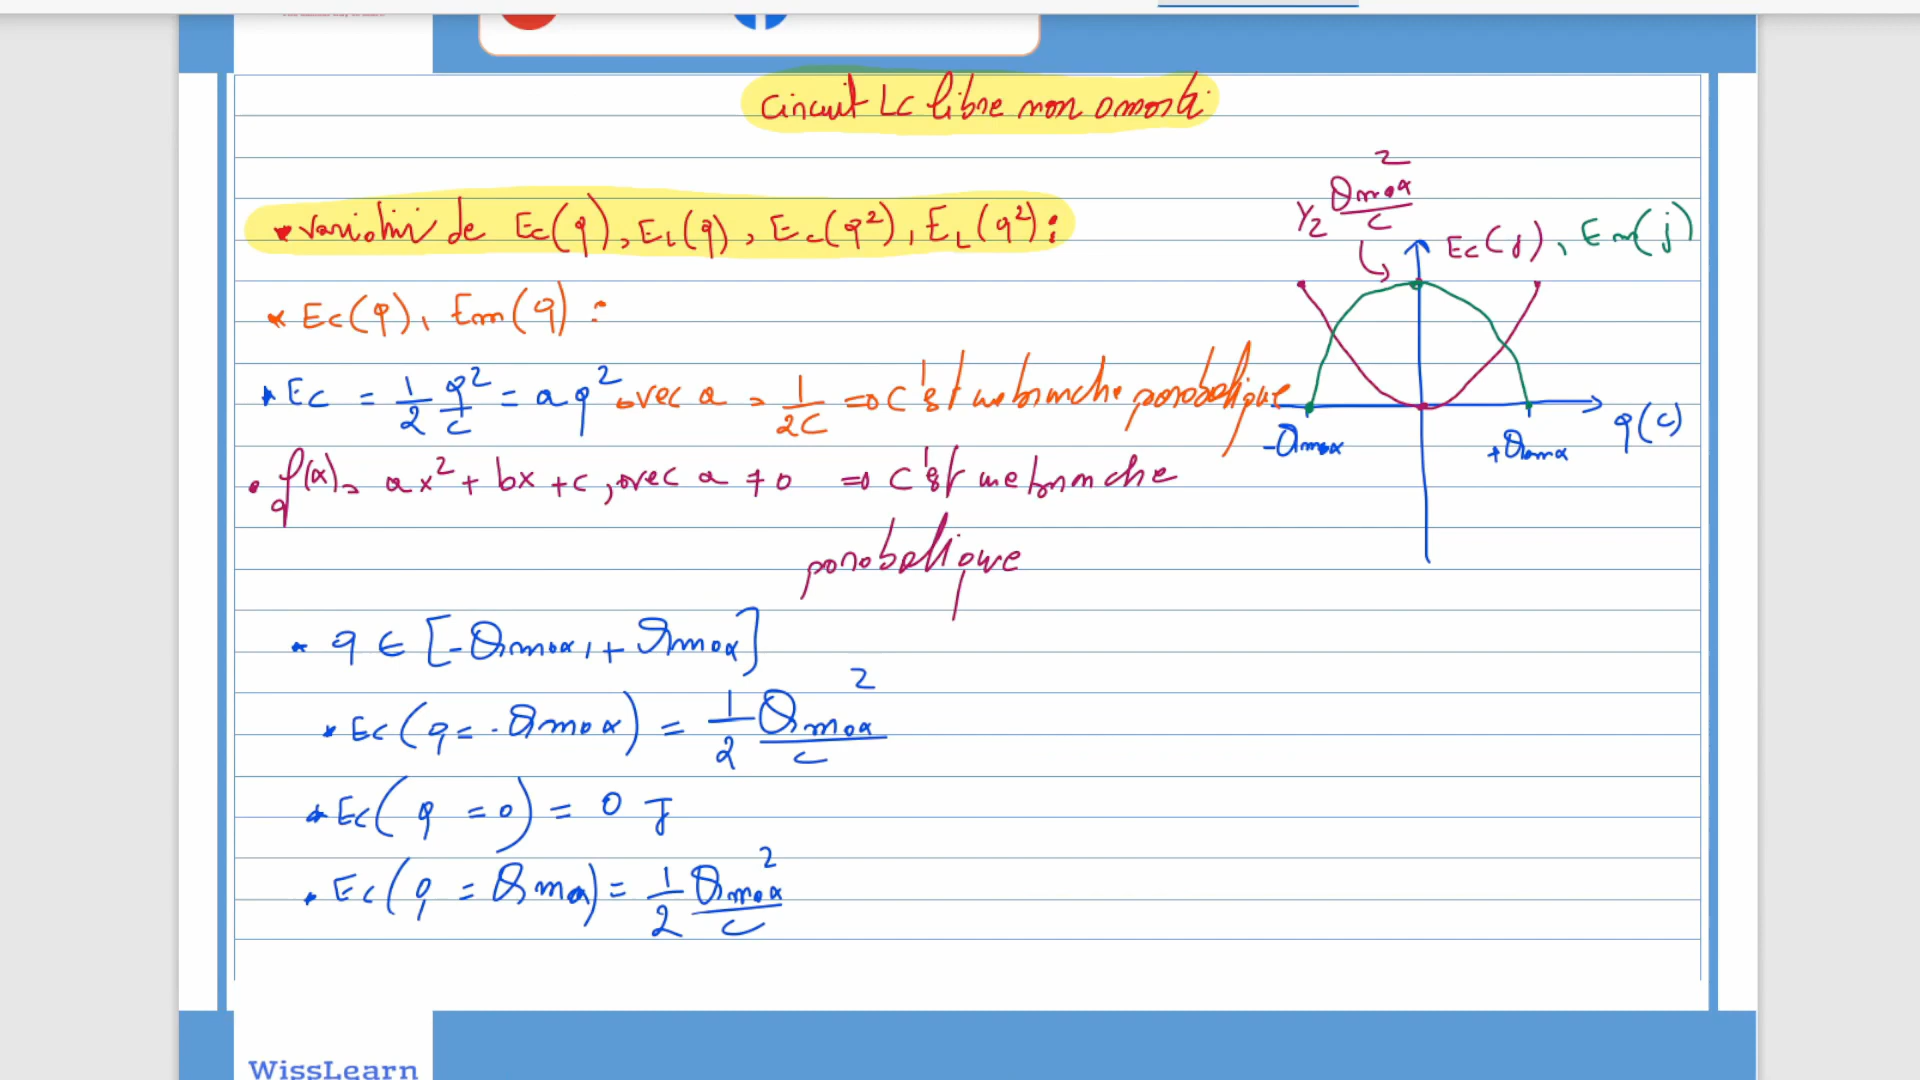 Circuit LC libre non amorti
* variation de Ec(q), EL(q), Ec(q²), EL(q²) :
* Ec(q), Em(q) :
* Ec = 1/2 q²/c = a q² avec a = 1/2C => c'est une branche parabolique
• f(x) = ax² + bx + c, avec a ≠ 0 => c'est une branche
parabolique
* q ∈ [-Qmax, +Qmax]
* Ec(q = -Qmax) = 1/2 Qmax²/c
* Ec(q = 0) = 0 J
* Ec(q = Qmax) = 1/2 Qmax²/c
1/2 Qmax²/c
Ec(J), Em(J)
q(C)
-Qmax
+Qmax
WissLearn